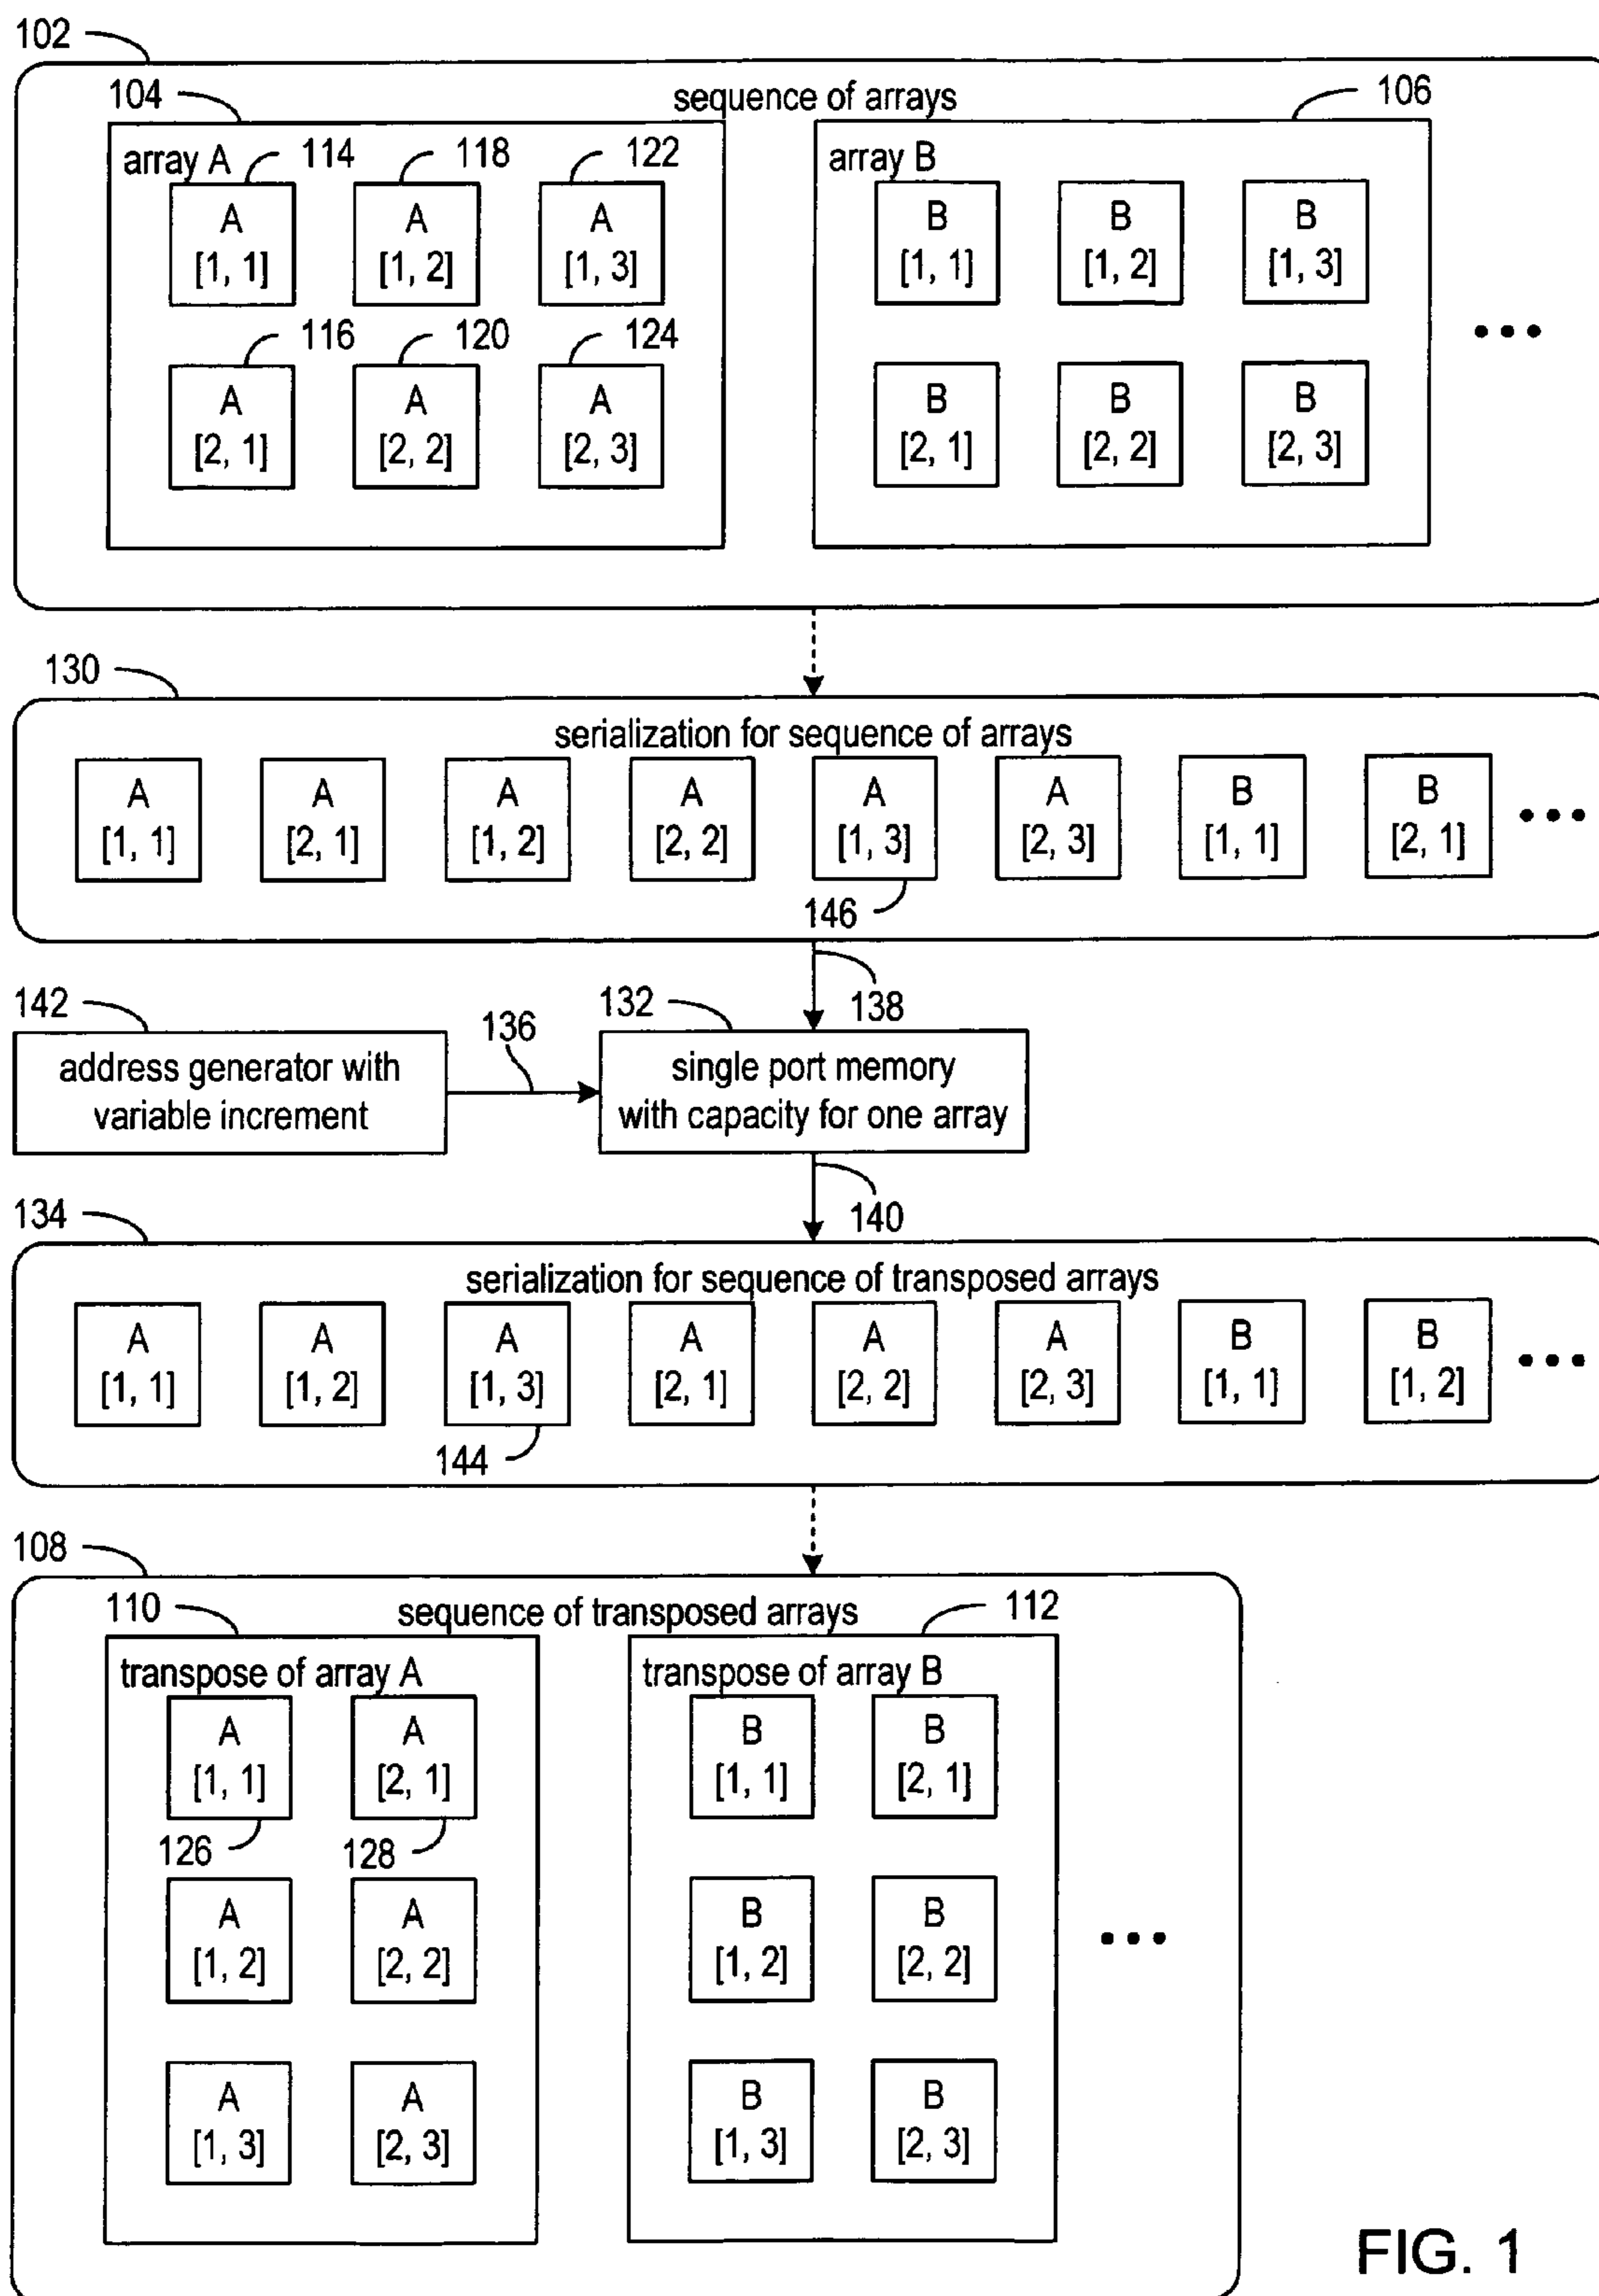 102
104 sequence of arrays 106
array A 114 118 122 array B
A A A B B B
[1, 1] [1, 2] [1, 3] [1, 1] [1, 2] [1, 3]
116 120 124
A A A B B B
[2, 1] [2, 2] [2, 3] [2, 1] [2, 2] [2, 3]
130
serialization for sequence of arrays
A A A A A A B B
[1, 1] [2, 1] [1, 2] [2, 2] [1, 3] [2, 3] [1, 1] [2, 1]
146
142 136 132 138
address generator with single port memory
variable increment with capacity for one array
134 140
serialization for sequence of transposed arrays
A A A A A A B B
[1, 1] [1, 2] [1, 3] [2, 1] [2, 2] [2, 3] [1, 1] [1, 2]
144
108
110 sequence of transposed arrays 112
transpose of array A transpose of array B
A A B B
[1, 1] [2, 1] [1, 1] [2, 1]
126 128
A A B B
[1, 2] [2, 2] [1, 2] [2, 2]
A A B B
[1, 3] [2, 3] [1, 3] [2, 3]
FIG. 1